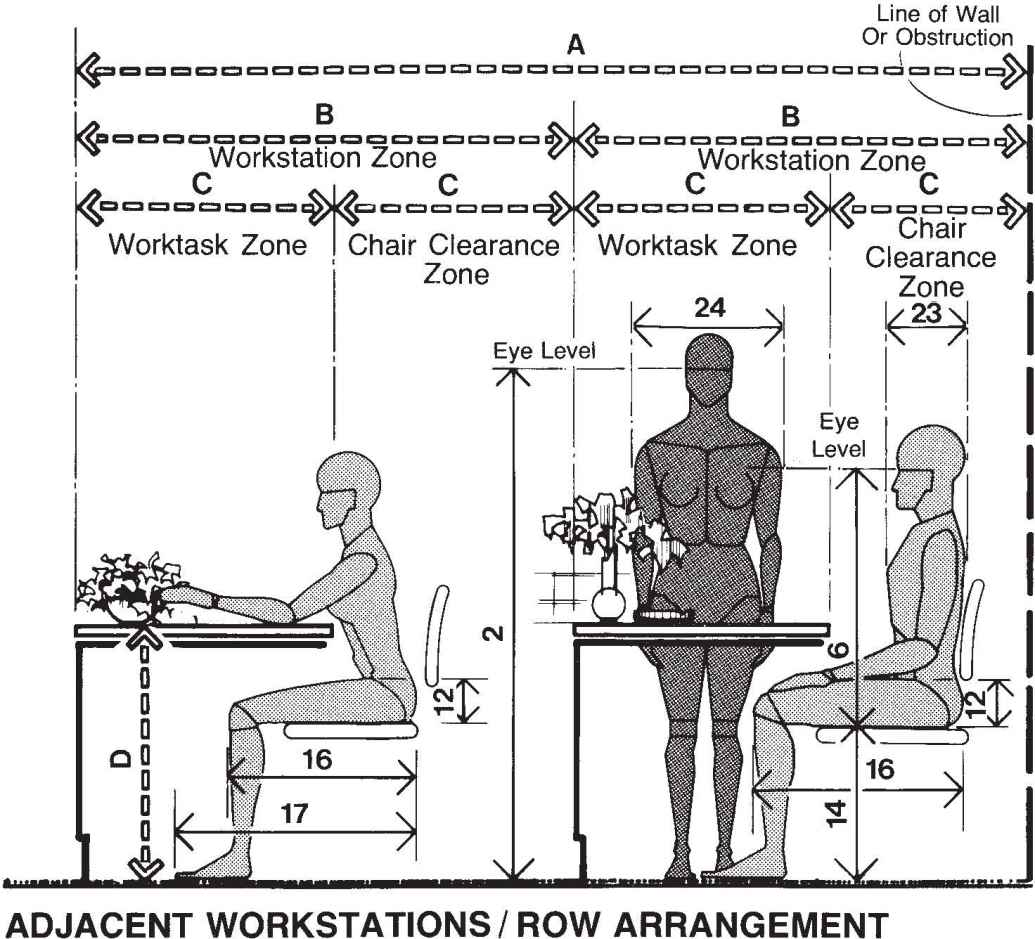 Line of Wall
Or Obstruction
A
B
B
Workstation Zone
Workstation Zone
C
C
C
C
Worktask Zone
Chair Clearance
Zone
Worktask Zone
Chair
Clearance
Zone
24
23
Eye Level
Eye
Level
2
6
12
12
D
16
16
17
14
ADJACENT WORKSTATIONS / ROW ARRANGEMENT